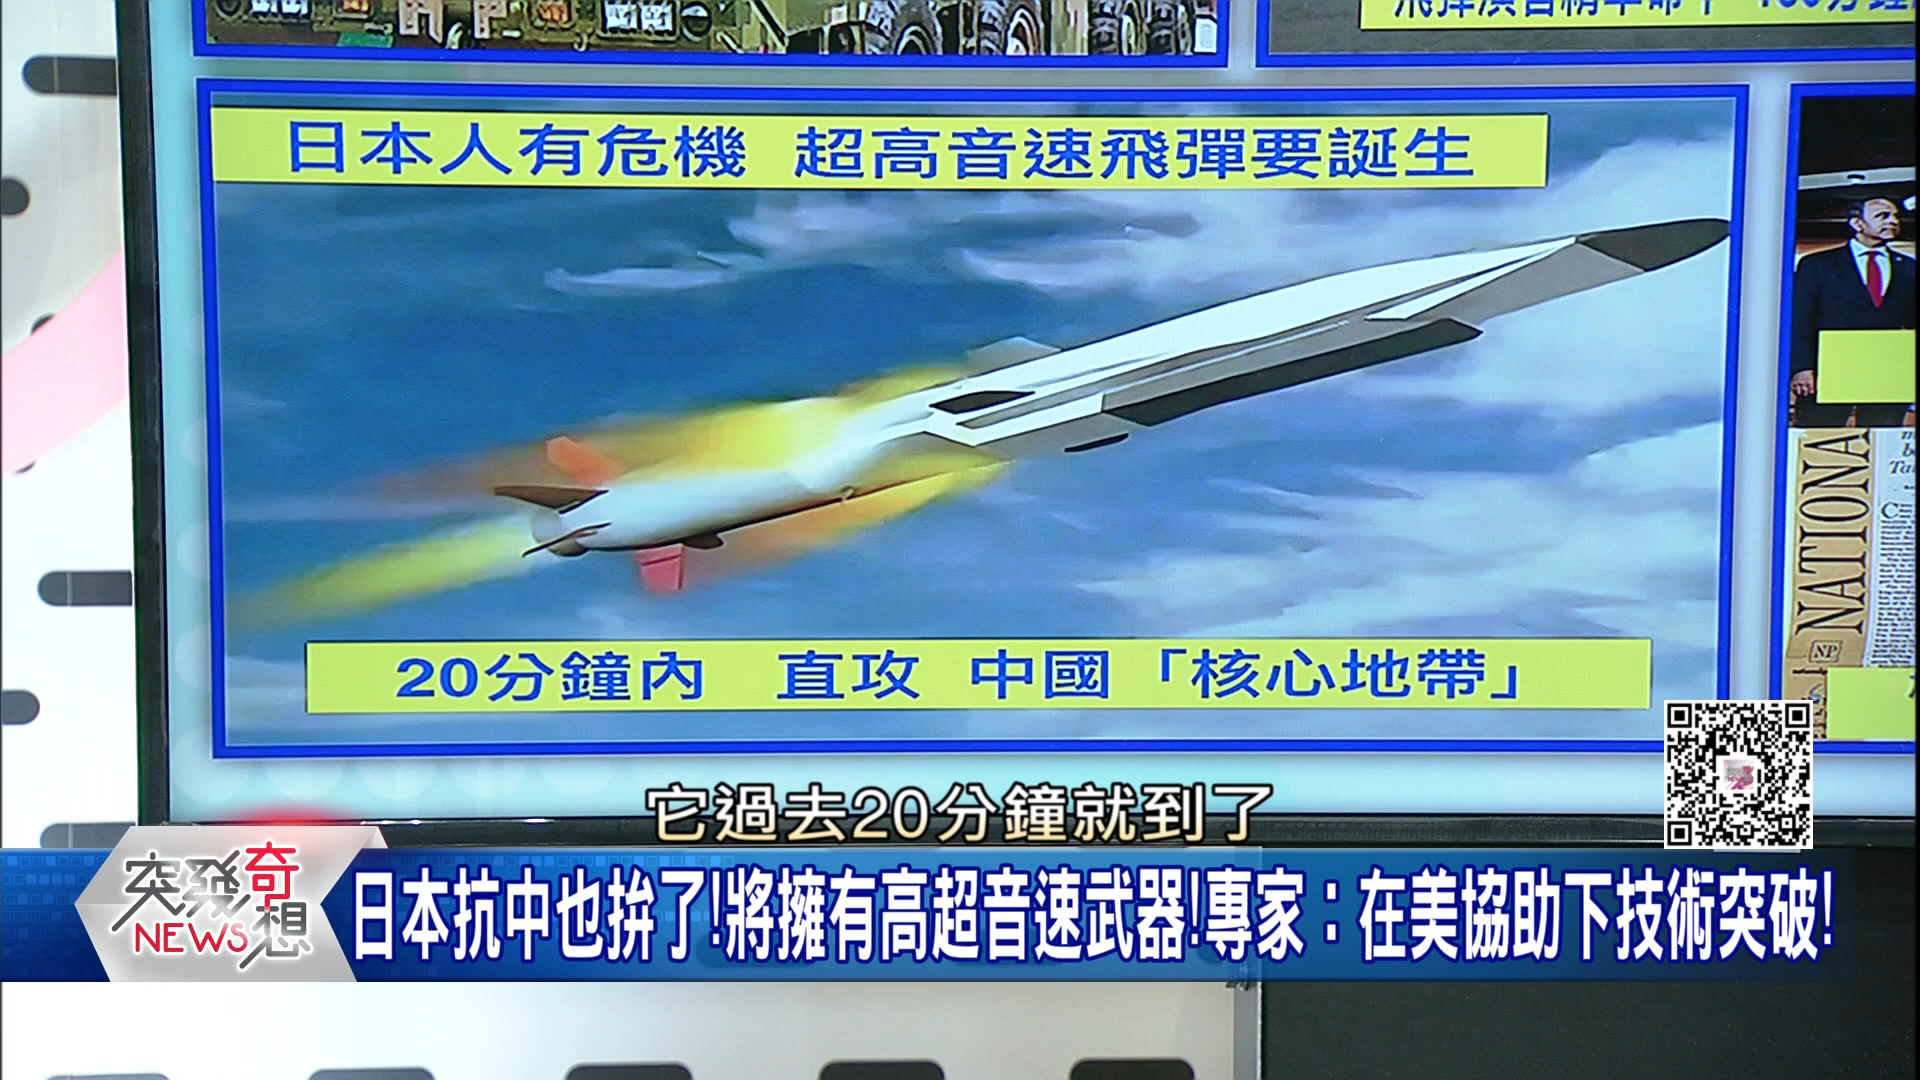 日本人有危機 超高音速飛彈要誕生
NATIONA
NP
20分鐘內 直攻 中國「核心地帶」
它過去20分鐘就到了
突發奇想
NEWS
日本抗中也拚了!將擁有高超音速武器!專家：在美協助下技術突破!